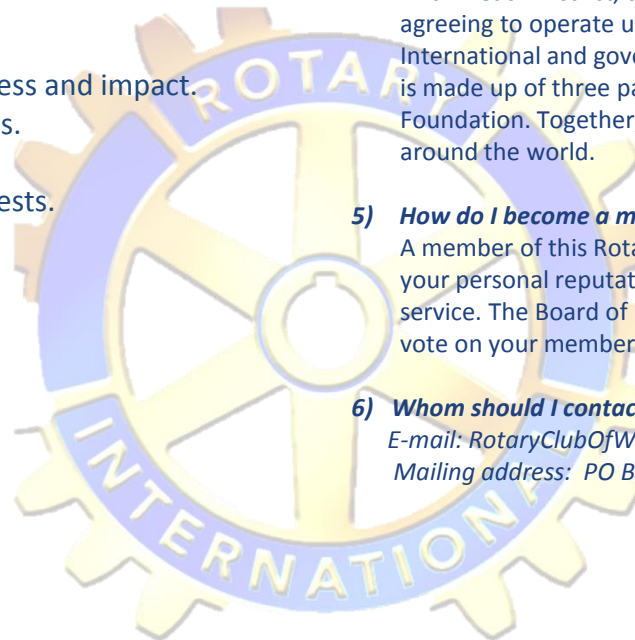 ess and impact.
s.
ests.
agreeing to operate u
International and gove
is made up of three pa
Foundation. Together
around the world.
5) How do I become a m
A member of this Rota
your personal reputat
service. The Board of
vote on your member
6) Whom should I contac
E-mail: RotaryClubOfW
Mailing address: PO B
ROTARY
INTERNATIONAL